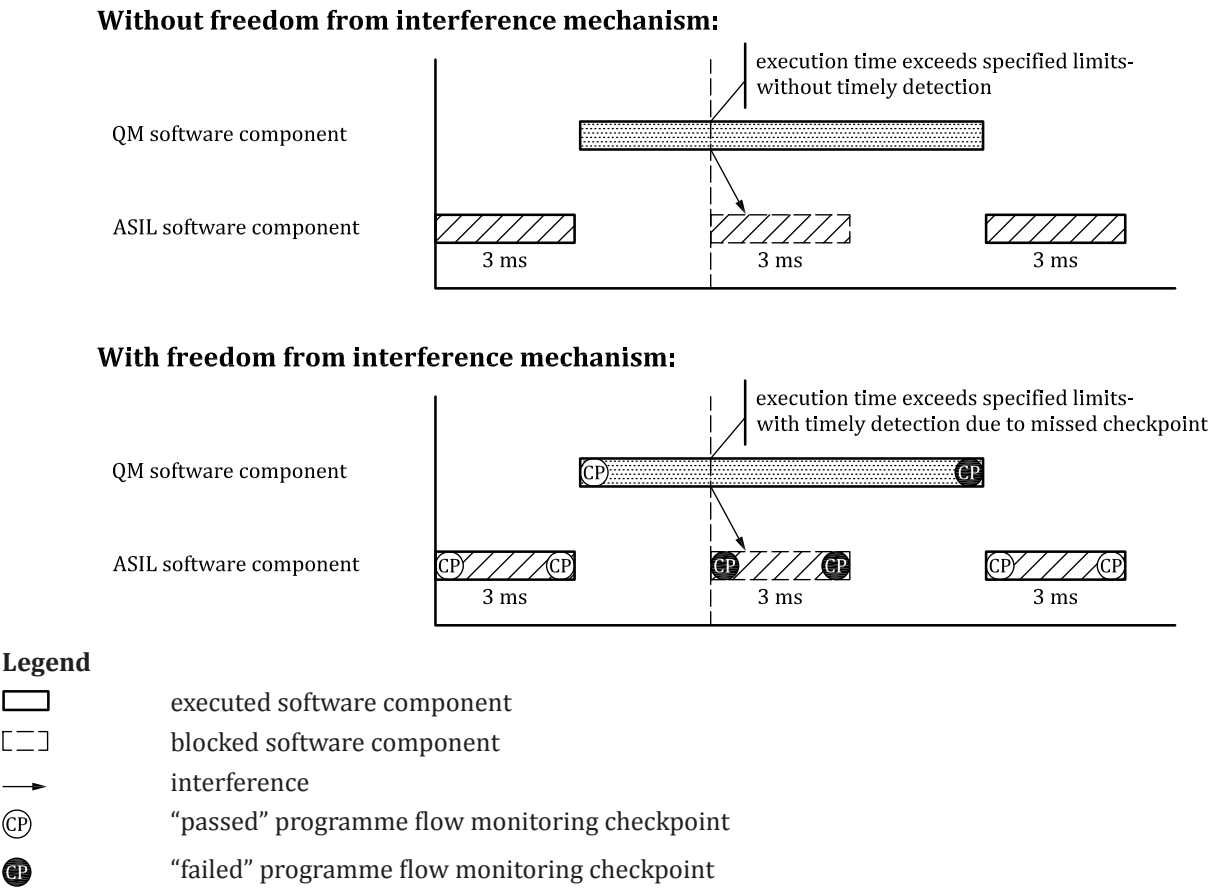 Without freedom from interference mechanism:
execution time exceeds specified limits-
without timely detection
QM software component
ASIL software component
3 ms
3 ms
3 ms
With freedom from interference mechanism:
execution time exceeds specified limits-
with timely detection due to missed checkpoint
QM software component
CP
CP
ASIL software component
CP
CP
CP
CP
CP
CP
3 ms
3 ms
3 ms
Legend
executed software component
blocked software component
interference
CP
“passed” programme flow monitoring checkpoint
CP
“failed” programme flow monitoring checkpoint